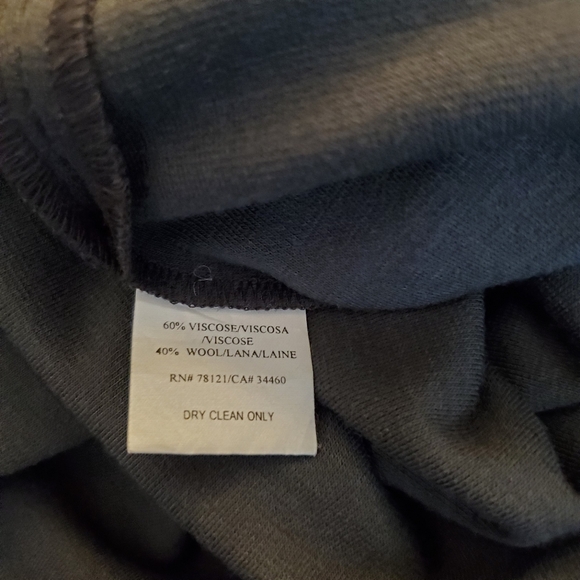 60% VISCOSE/VISCOSA
/VISCOSE
40% WOOL/LANA/LAINE
RN# 78121/CA# 34460
DRY CLEAN ONLY